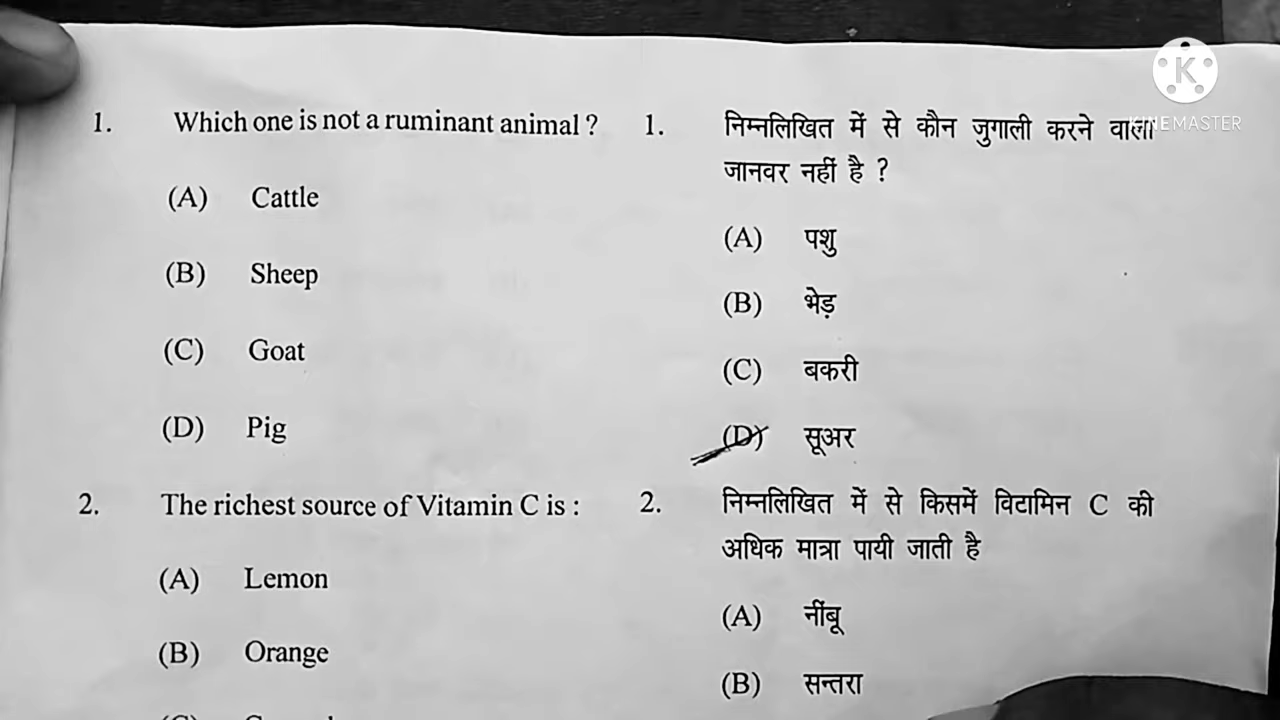 K
KINEMASTER
1. Which one is not a ruminant animal ?
(A) Cattle
(B) Sheep
(C) Goat
(D) Pig
2. The richest source of Vitamin C is :
(A) Lemon
(B) Orange
1. निम्नलिखित में से कौन जुगाली करने वाला
जानवर नहीं है ?
(A) पशु
(B) भेड़
(C) बकरी
(D) सूअर
2. निम्नलिखित में से किसमें विटामिन C की
अधिक मात्रा पायी जाती है
(A) नींबू
(B) सन्तरा